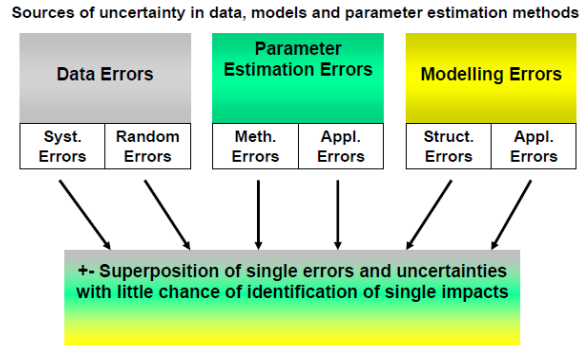 Sources of uncertainty in data, models and parameter estimation methods
Data Errors
Parameter
Estimation Errors
Modelling Errors
Syst.
Errors
Random
Errors
Meth.
Errors
Appl.
Errors
Struct.
Errors
Appl.
Errors
+- Superposition of single errors and uncertainties
with little chance of identification of single impacts